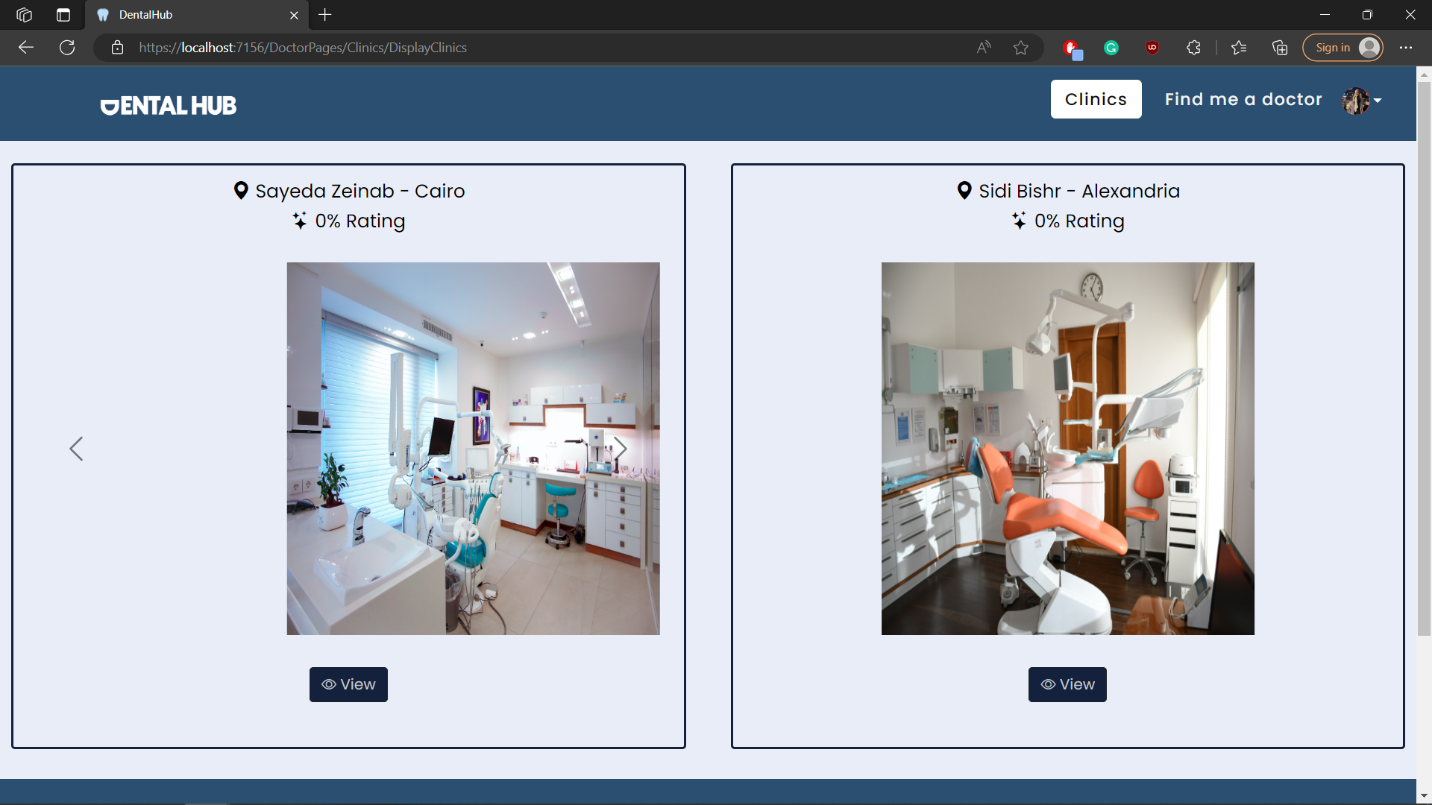 DentalHub
https://localhost:7156/DoctorPages/Clinics/DisplayClinics
Sign in
DENTAL HUB
Clinics
Find me a doctor
Sayeda Zeinab - Cairo
0% Rating
View
Sidi Bishr - Alexandria
0% Rating
View